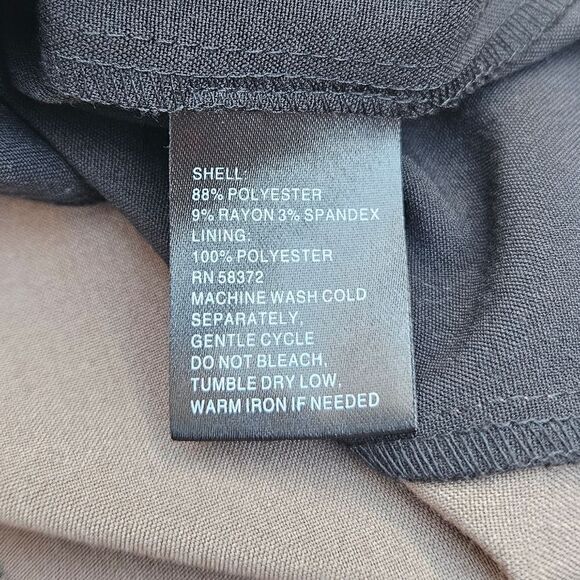 SHELL:
88% POLYESTER
9% RAYON 3% SPANDEX
LINING:
100% POLYESTER
RN 58372
MACHINE WASH COLD
SEPARATELY,
GENTLE CYCLE
DO NOT BLEACH,
TUMBLE DRY LOW,
WARM IRON IF NEEDED